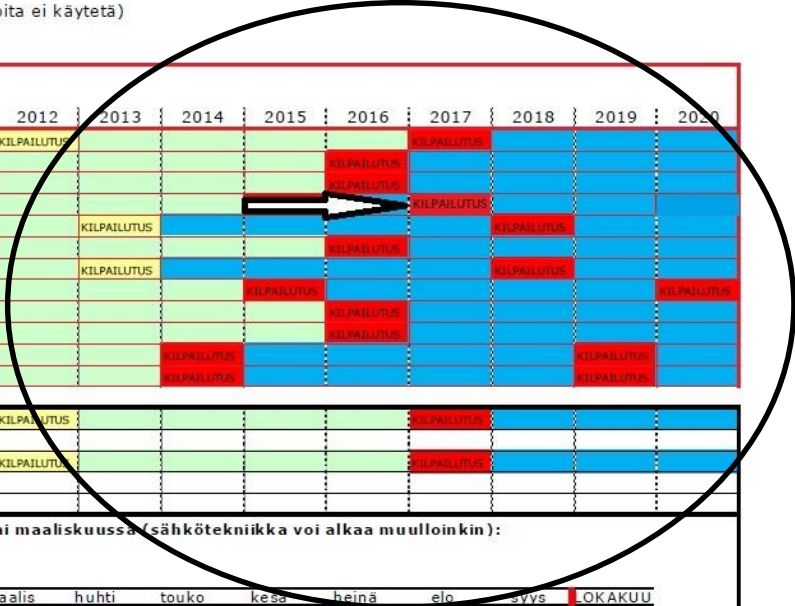 oita ei käytetä)
2012 2013 2014 2015 2016 2017 2018 2019 2020
KILPAILUTUS KILPAILUTUS
KILPAILUTUS
KILPAILUTUS
KILPAILUTUS
KILPAILUTUS KILPAILUTUS
KILPAILUTUS
KILPAILUTUS KILPAILUTUS
KILPAILUTUS KILPAILUTUS
KILPAILUTUS
KILPAILUTUS
KILPAILUTUS KILPAILUTUS
KILPAILUTUS KILPAILUTUS
KILPAILUTUS KILPAILUTUS
KILPAILUTUS KILPAILUTUS
ai maaliskuussa (sähkötekniikka voi alkaa muulloinkin):
aalis huhti touko kesä heinä elo syys LOKAKUU